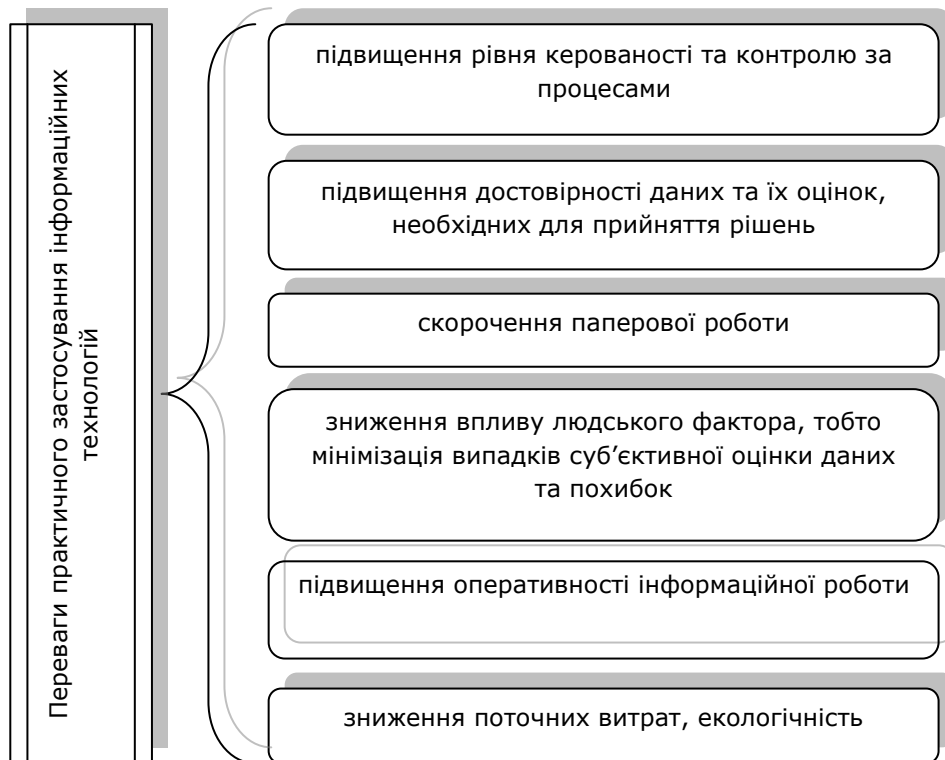 Переваги практичного застосування інформаційних
технологій
підвищення рівня керованості та контролю за
процесами
підвищення достовірності даних та їх оцінок,
необхідних для прийняття рішень
скорочення паперової роботи
зниження впливу людського фактора, тобто
мінімізація випадків суб’єктивної оцінки даних
та похибок
підвищення оперативності інформаційної роботи
зниження поточних витрат, екологічність